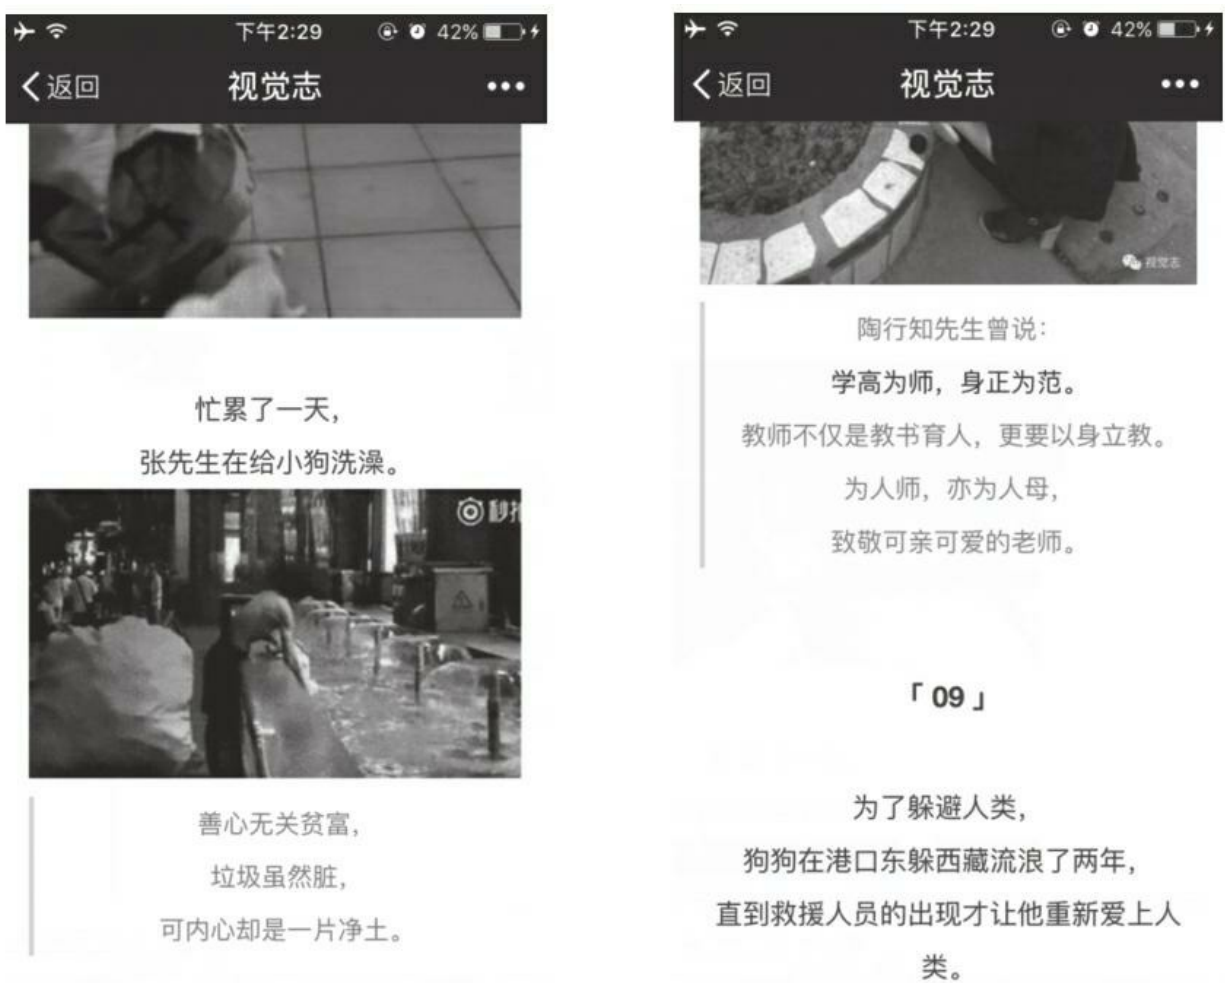 下午2:29
42%
返回
视觉志
忙累了一天，
张先生在给小狗洗澡。
秒拍
善心无关贫富，
垃圾虽然脏，
可内心却是一片净土。
下午2:29
42%
返回
视觉志
视觉志
陶行知先生曾说：
学高为师，身正为范。
教师不仅是教书育人，更要以身立教。
为人师，亦为人母，
致敬可亲可爱的老师。
「 09 」
为了躲避人类，
狗狗在港口东躲西藏流浪了两年，
直到救援人员的出现才让他重新爱上人
类。